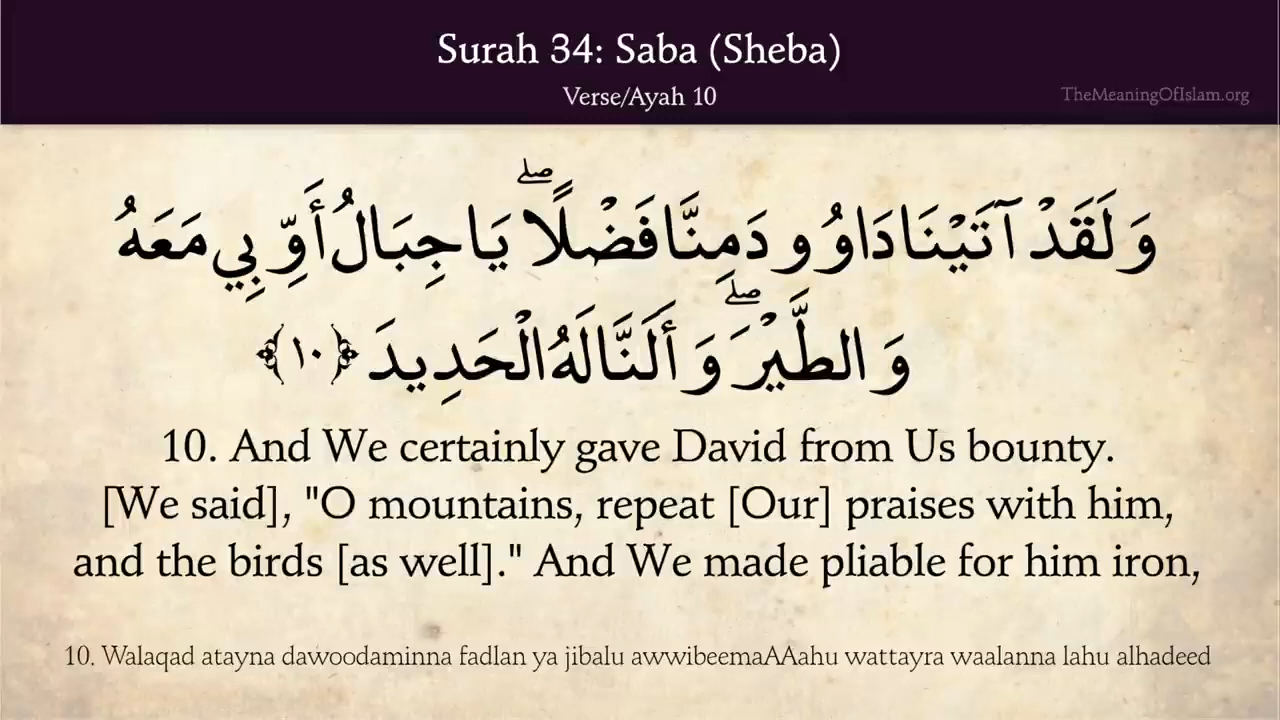 Surah 34: Saba (Sheba)
Verse/Ayah 10
TheMeaningOfIslam.org
وَلَقَدْ آتَيْنَا دَاوُودَ مِنَّا فَضْلًا ۖ يَا جِبَالُ أَوِّبِي مَعَهُ
وَالطَّيْرَ ۖ وَأَلَنَّا لَهُ الْحَدِيدَ ﴿١٠﴾
10. And We certainly gave David from Us bounty.
[We said], "O mountains, repeat [Our] praises with him,
and the birds [as well]." And We made pliable for him iron,
10. Walaqad atayna dawoodaminna fadlan ya jibalu awwibeemaAAahu wattayra waalanna lahu alhadeed